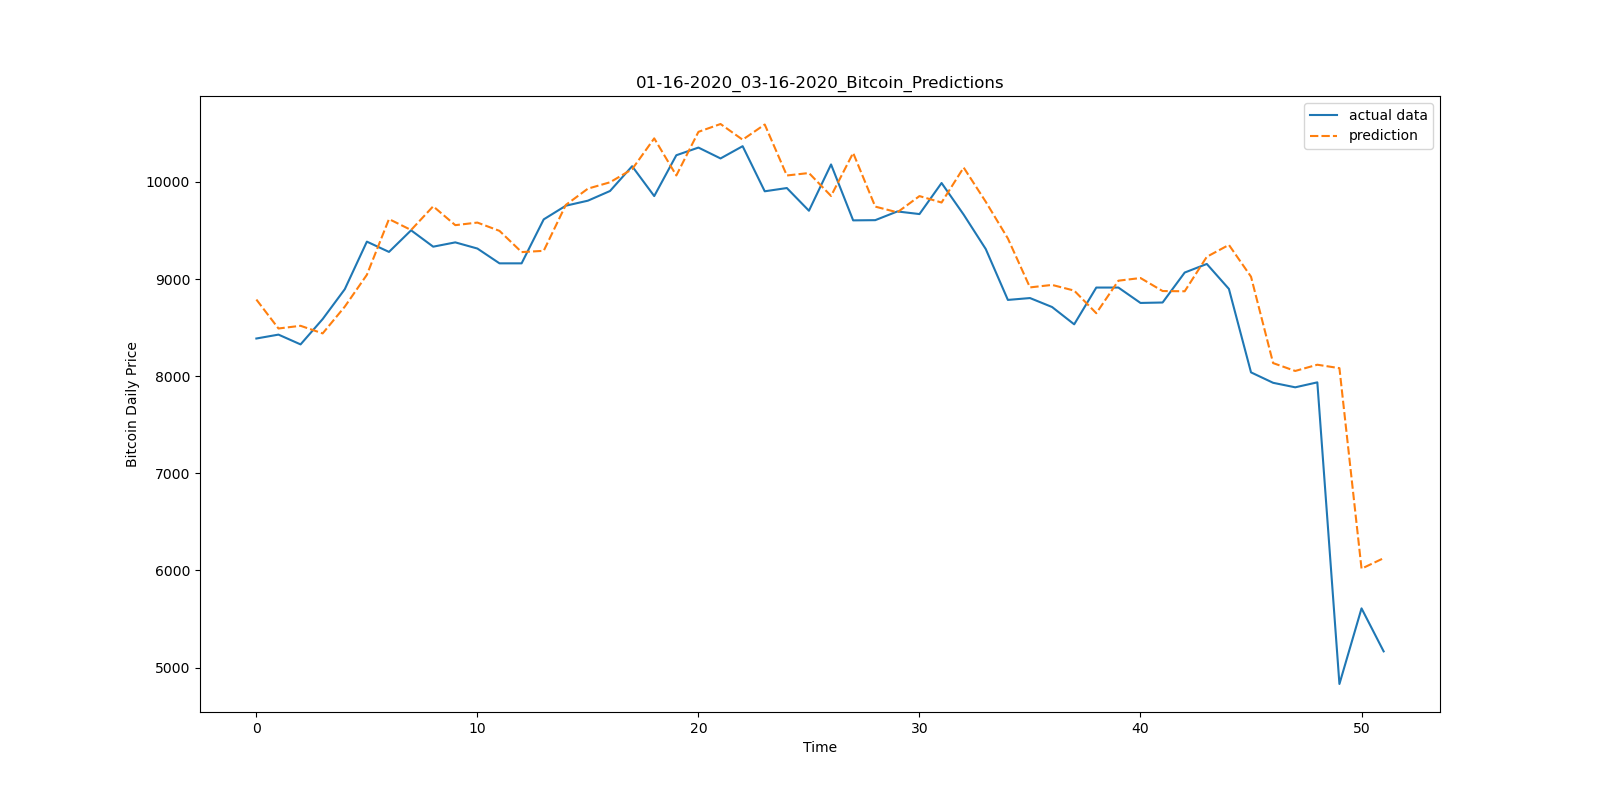 01-16-2020_03-16-2020_Bitcoin_Predictions
actual data
prediction
Bitcoin Daily Price
10000
9000
8000
7000
6000
5000
0 10 20 30 40 50
Time